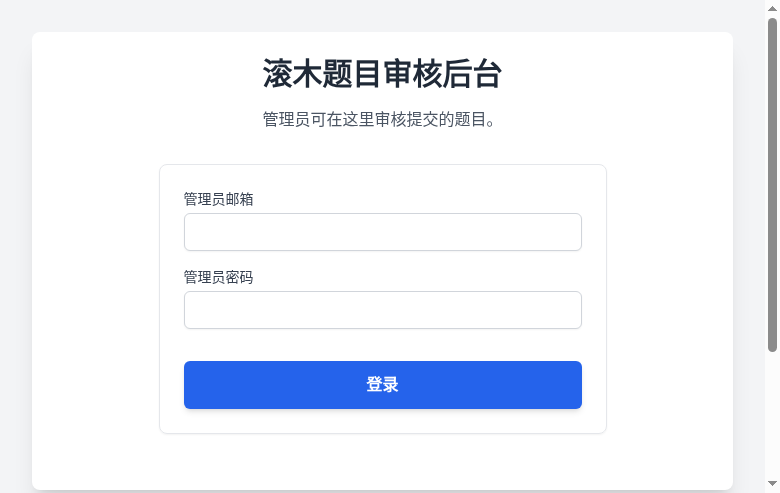 滚木题目审核后台
管理员可在这里审核提交的题目。
管理员邮箱
管理员密码
登录